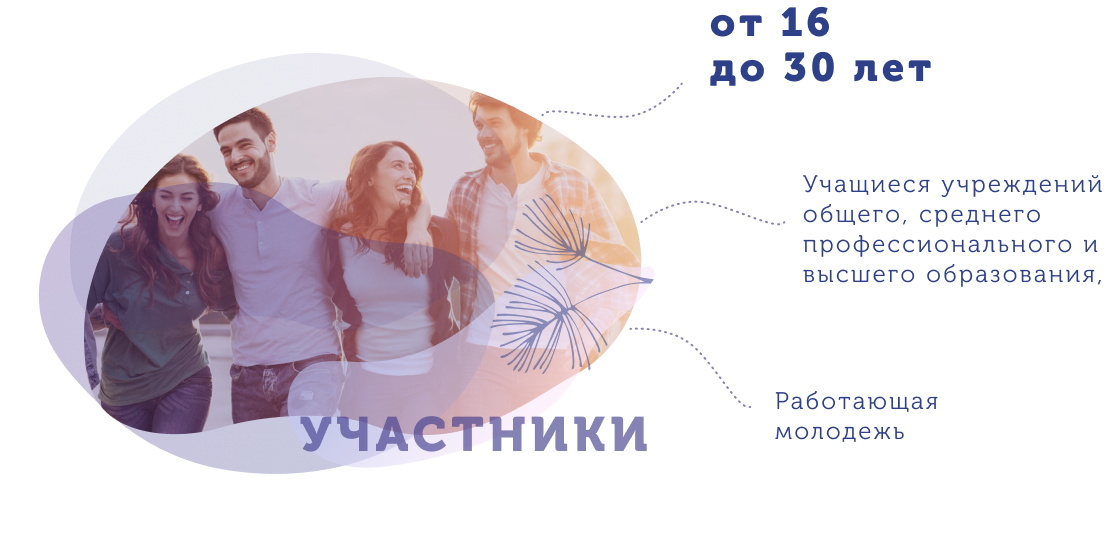 от 16
до 30 лет
Учащиеся учреждений
общего, среднего
профессионального и
высшего образования,
Работающая
молодежь
УЧАСТНИКИ